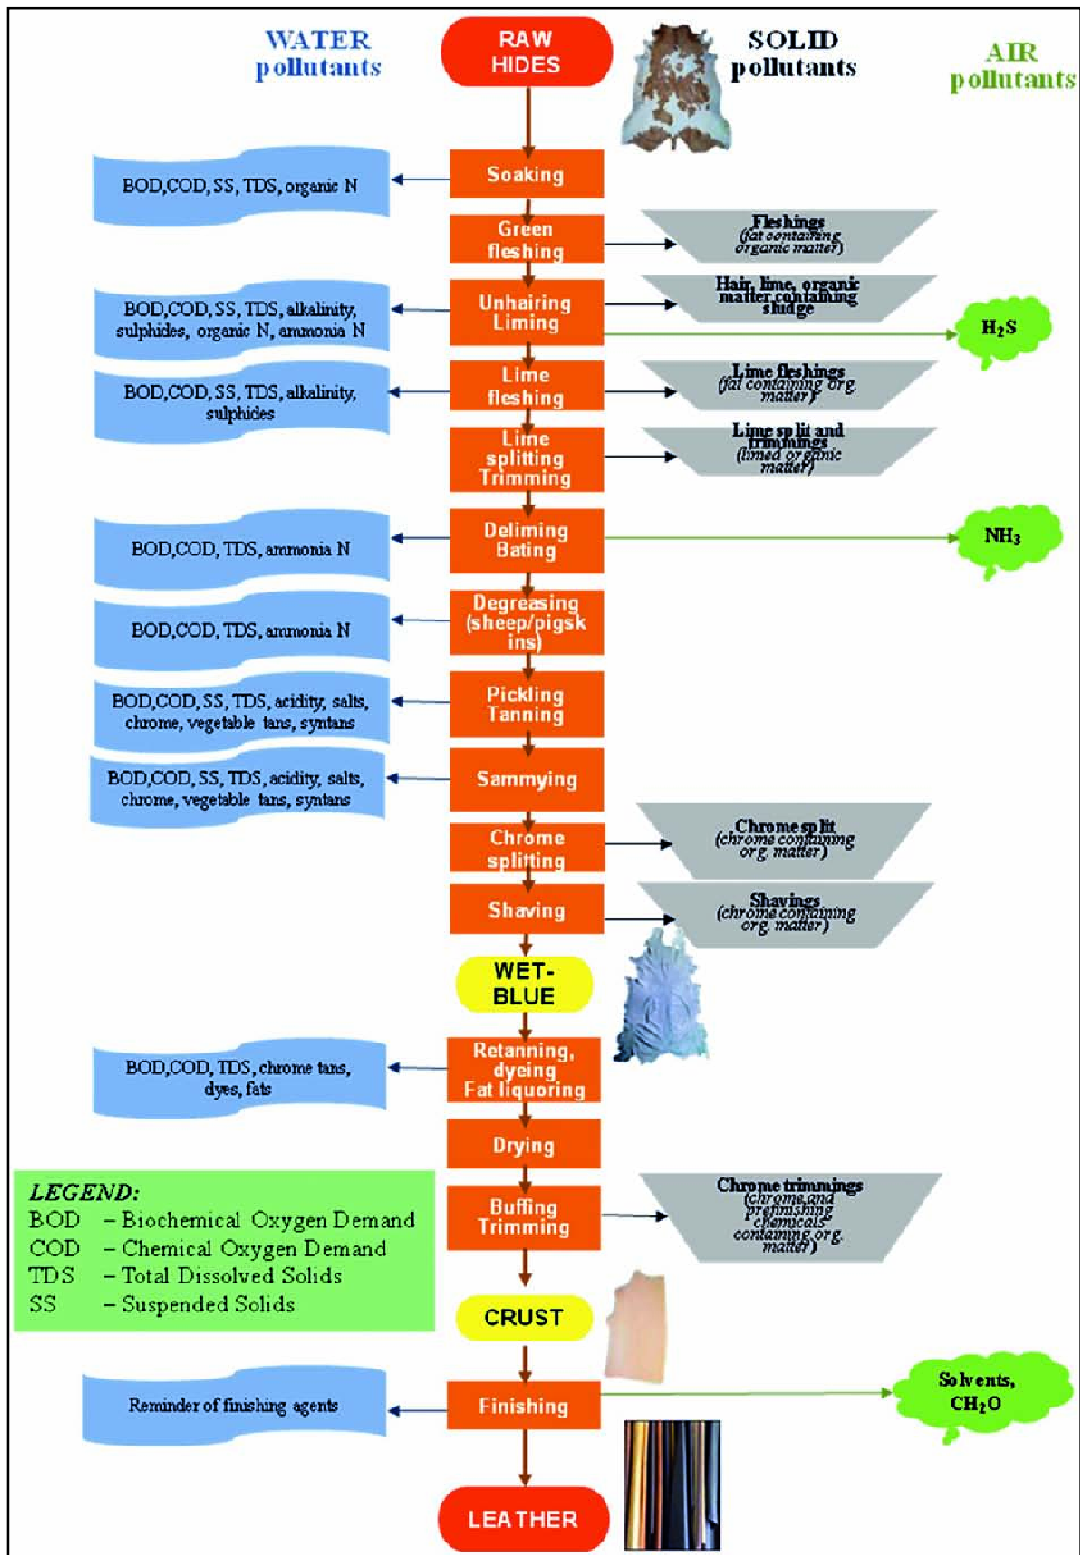 WATER
pollutants
RAW
HIDES
SOLID
pollutants
AIR
pollutants
BOD,COD, SS, TDS, organic N
Soaking
Green
fleshing
Fleshings
(fat containing
organic matter)
BOD,COD, SS, TDS, alkalinity,
sulphides, organic N, ammonia N
Unhairing
Liming
Hair, lime, organic
matter containing
sludge
H₂S
BOD,COD, SS, TDS, alkalinity,
sulphides
Lime
fleshing
Lime fleshings
(fat containing org.
matter)
Lime
splitting
Trimming
Lime split and
trimmings
(limed organic
matter)
BOD,COD, TDS, ammonia N
Deliming
Bating
NH₃
BOD,COD, TDS, ammonia N
Degreasing
(sheep/pigsk
ins)
BOD,COD, SS, TDS, acidity, salts,
chrome, vegetable tans, syntans
Pickling
Tanning
BOD,COD, SS, TDS, acidity, salts,
chrome, vegetable tans, syntans
Sammying
Chrome
splitting
Chrome split
(chrome containing
org. matter)
Shaving
Shavings
(chrome containing
org. matter)
WET-
BLUE
BOD,COD, TDS, chrome tans,
dyes, fats
Retanning,
dyeing
Fat liquoring
Drying
Buffing
Trimming
Chrome trimmings
(chrome and
prefinishing
chemicals
containing org.
matter)
LEGEND:
BOD – Biochemical Oxygen Demand
COD – Chemical Oxygen Demand
TDS – Total Dissolved Solids
SS – Suspended Solids
CRUST
Reminder of finishing agents
Finishing
Solvents,
CH₂O
LEATHER